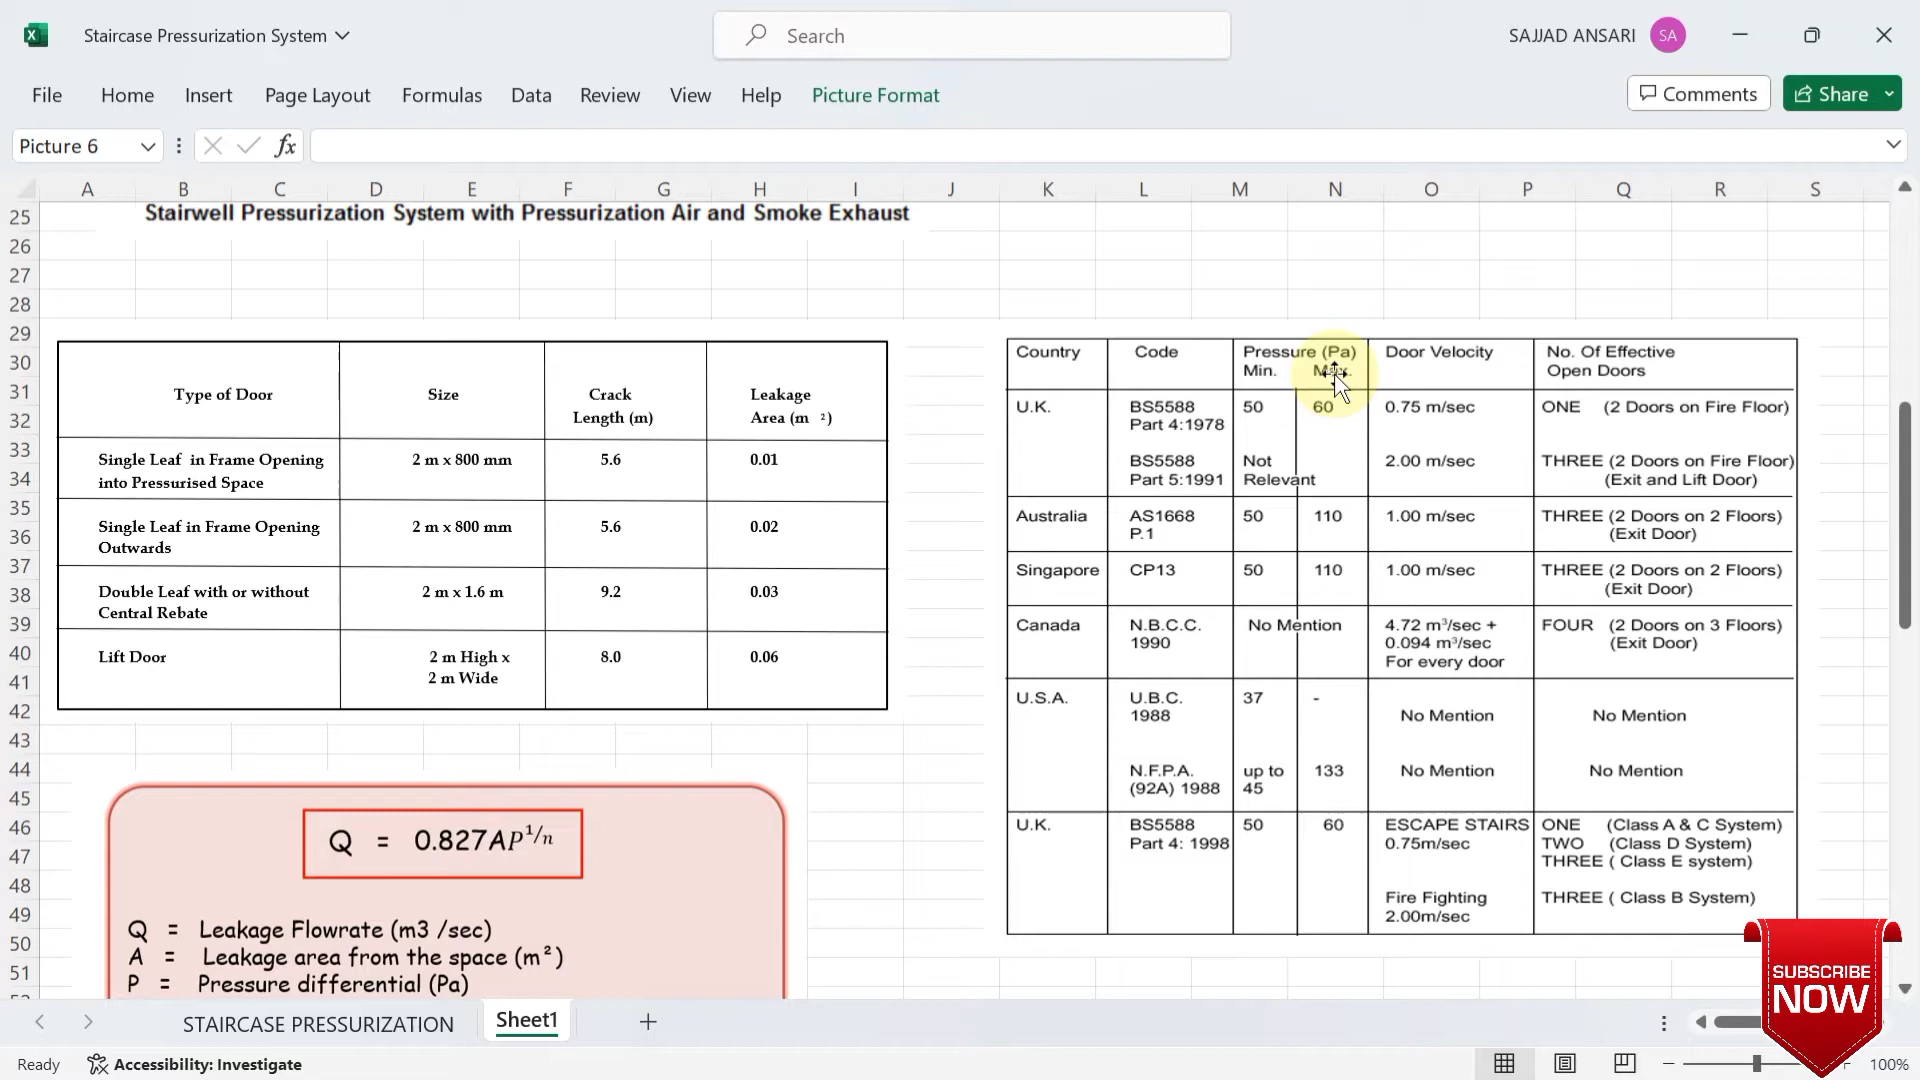 Staircase Pressurization System
Search
SAJJAD ANSARI
SA
File Home Insert Page Layout Formulas Data Review View Help Picture Format
Comments
Share
Picture 6
fx
A B C D E F G H I J K L M N O P Q R S
25
26
27
28
29
30
31
32
33
34
35
36
37
38
39
40
41
42
43
44
45
46
47
48
49
50
51
Stairwell Pressurization System with Pressurization Air and Smoke Exhaust
Type of Door Size Crack Leakage
Length (m) Area (m ²)
Single Leaf in Frame Opening 2 m x 800 mm 5.6 0.01
into Pressurised Space
Single Leaf in Frame Opening 2 m x 800 mm 5.6 0.02
Outwards
Double Leaf with or without 2 m x 1.6 m 9.2 0.03
Central Rebate
Lift Door 2 m High x 8.0 0.06
2 m Wide
Q = 0.827AP^1/n
Q = Leakage Flowrate (m3 /sec)
A = Leakage area from the space (m²)
P = Pressure differential (Pa)
Country Code Pressure (Pa) Door Velocity No. Of Effective
Min. Open Doors
U.K. BS5588 50 60 0.75 m/sec ONE (2 Doors on Fire Floor)
Part 4:1978
BS5588 Not 2.00 m/sec THREE (2 Doors on Fire Floor)
Part 5:1991 Relevant (Exit and Lift Door)
Australia AS1668 50 110 1.00 m/sec THREE (2 Doors on 2 Floors)
P.1 (Exit Door)
Singapore CP13 50 110 1.00 m/sec THREE (2 Doors on 2 Floors)
(Exit Door)
Canada N.B.C.C. No Mention 4.72 m³/sec + FOUR (2 Doors on 3 Floors)
1990 0.094 m³/sec (Exit Door)
For every door
U.S.A. U.B.C. 37 -
1988 No Mention No Mention
N.F.P.A. up to 133 No Mention No Mention
(92A) 1988 45
U.K. BS5588 50 60 ESCAPE STAIRS ONE (Class A & C System)
Part 4: 1998 0.75m/sec TWO (Class D System)
THREE ( Class E system)
Fire Fighting THREE ( Class B System)
2.00m/sec
SUBSCRIBE
NOW
STAIRCASE PRESSURIZATION Sheet1
Ready
Accessibility: Investigate
100%